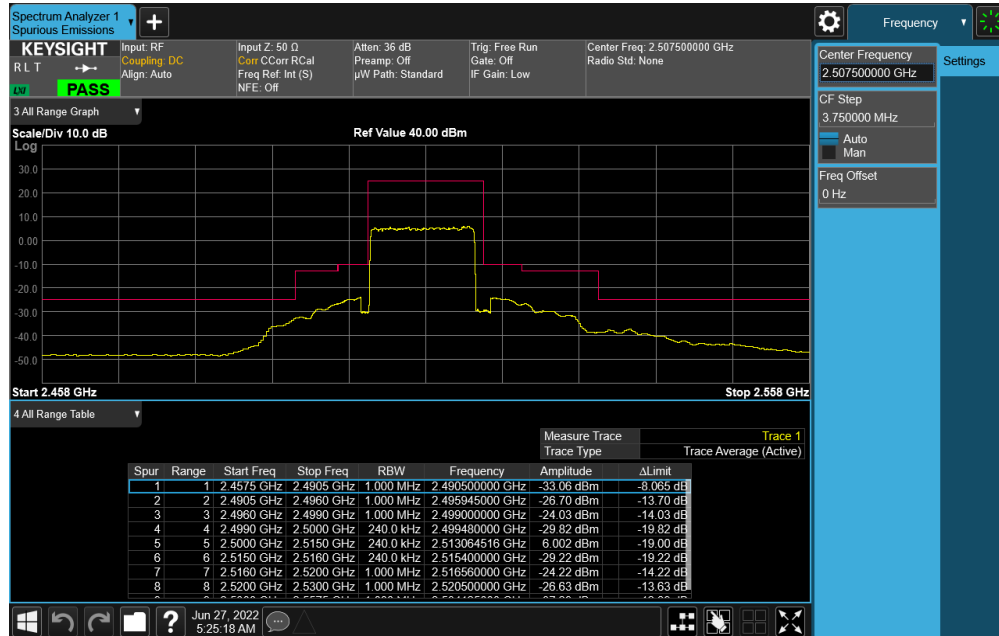 Spectrum Analyzer 1
Spurious Emissions
Frequency
KEYSIGHT
R L T
LXI
PASS
Input: RF
Coupling: DC
Align: Auto
Input Z: 50 Ω
Corr CCorr RCal
Freq Ref: Int (S)
NFE: Off
Atten: 36 dB
Preamp: Off
µW Path: Standard
Trig: Free Run
Gate: Off
IF Gain: Low
Center Freq: 2.507500000 GHz
Radio Std: None
Center Frequency
2.507500000 GHz
Settings
CF Step
3.750000 MHz
Auto
Man
Freq Offset
0 Hz
3 All Range Graph
Scale/Div 10.0 dB
Ref Value 40.00 dBm
Log
30.0
20.0
10.0
0.00
-10.0
-20.0
-30.0
-40.0
-50.0
Start 2.458 GHz
Stop 2.558 GHz
4 All Range Table
Measure Trace Trace 1
Trace Type Trace Average (Active)
Spur Range Start Freq Stop Freq RBW Frequency Amplitude ΔLimit
1 1 2.4575 GHz 2.4905 GHz 1.000 MHz 2.490500000 GHz -33.06 dBm -8.065 dB
2 2 2.4905 GHz 2.4960 GHz 1.000 MHz 2.495945000 GHz -26.70 dBm -13.70 dB
3 3 2.4960 GHz 2.4990 GHz 1.000 MHz 2.499000000 GHz -24.03 dBm -14.03 dB
4 4 2.4990 GHz 2.5000 GHz 240.0 kHz 2.499480000 GHz -29.82 dBm -19.82 dB
5 5 2.5000 GHz 2.5150 GHz 240.0 kHz 2.513064516 GHz 6.002 dBm -19.00 dB
6 6 2.5150 GHz 2.5160 GHz 240.0 kHz 2.515400000 GHz -29.22 dBm -19.22 dB
7 7 2.5160 GHz 2.5200 GHz 1.000 MHz 2.516560000 GHz -24.22 dBm -14.22 dB
8 8 2.5200 GHz 2.5300 GHz 1.000 MHz 2.520500000 GHz -26.63 dBm -13.63 dB
Jun 27, 2022
5:25:18 AM